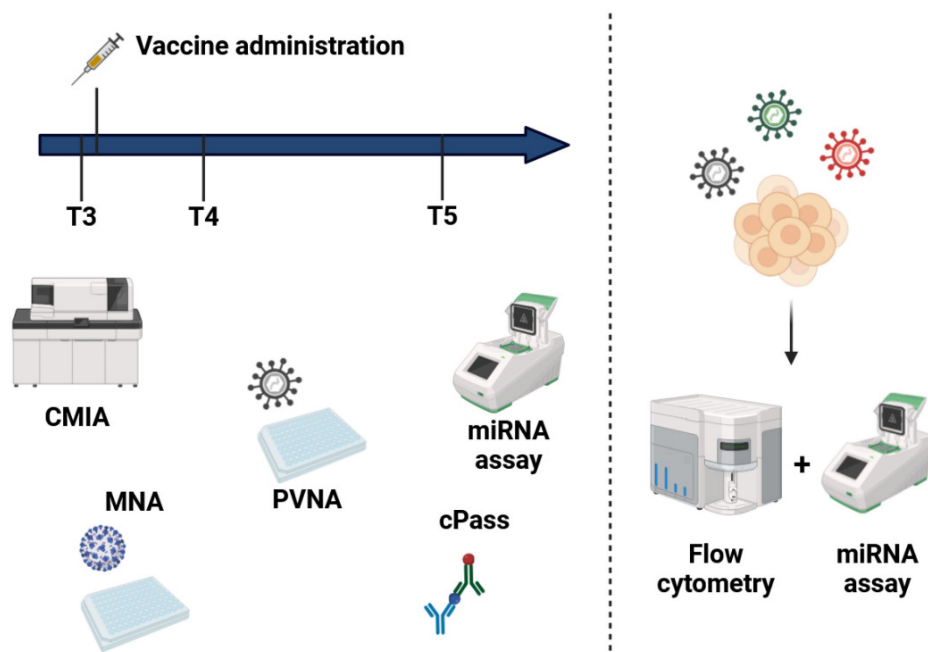 Vaccine administration
T3
T4
T5
CMIA
miRNA
assay
MNA
PVNA
cPass
Flow
cytometry
+
miRNA
assay